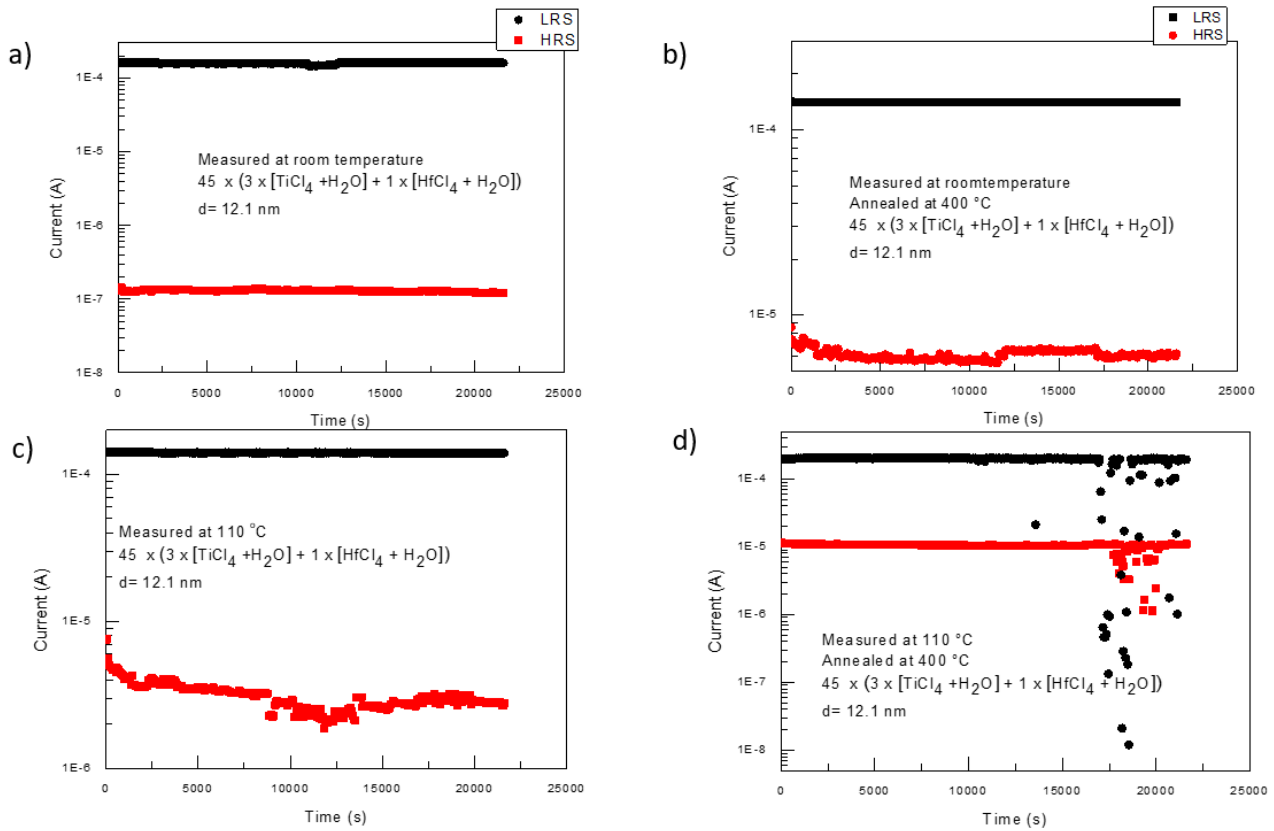 a)
LRS
HRS
1E-4
1E-5
1E-6
1E-7
1E-8
Current (A)
Measured at room temperature
45 x (3 x [TiCl4 +H2O] + 1 x [HfCl4 + H2O])
d= 12.1 nm
0 5000 10000 15000 20000 25000
Time (s)
b)
LRS
HRS
1E-4
1E-5
Current (A)
Measured at roomtemperature
Annealed at 400 °C
45 x (3 x [TiCl4 +H2O] + 1 x [HfCl4 + H2O])
d= 12.1 nm
0 5000 10000 15000 20000 25000
Time (s)
c)
1E-4
1E-5
1E-6
Current (A)
Measured at 110 °C
45 x (3 x [TiCl4 +H2O] + 1 x [HfCl4 + H2O])
d= 12.1 nm
0 5000 10000 15000 20000 25000
Time (s)
d)
1E-4
1E-5
1E-6
1E-7
1E-8
Current (A)
Measured at 110 °C
Annealed at 400 °C
45 x (3 x [TiCl4 +H2O] + 1 x [HfCl4 + H2O])
d= 12.1 nm
0 5000 10000 15000 20000 25000
Time (s)